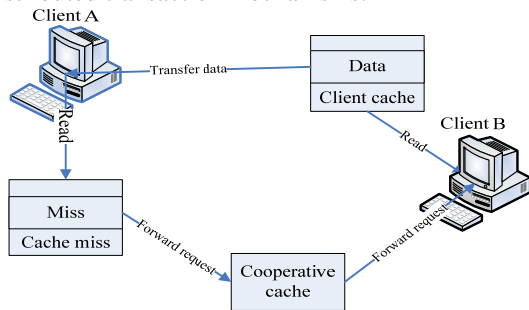 Client A
Transfer data
Data
Client cache
Read
Client B
Read
Miss
Cache miss
Forward request
Cooperative
cache
Forward request